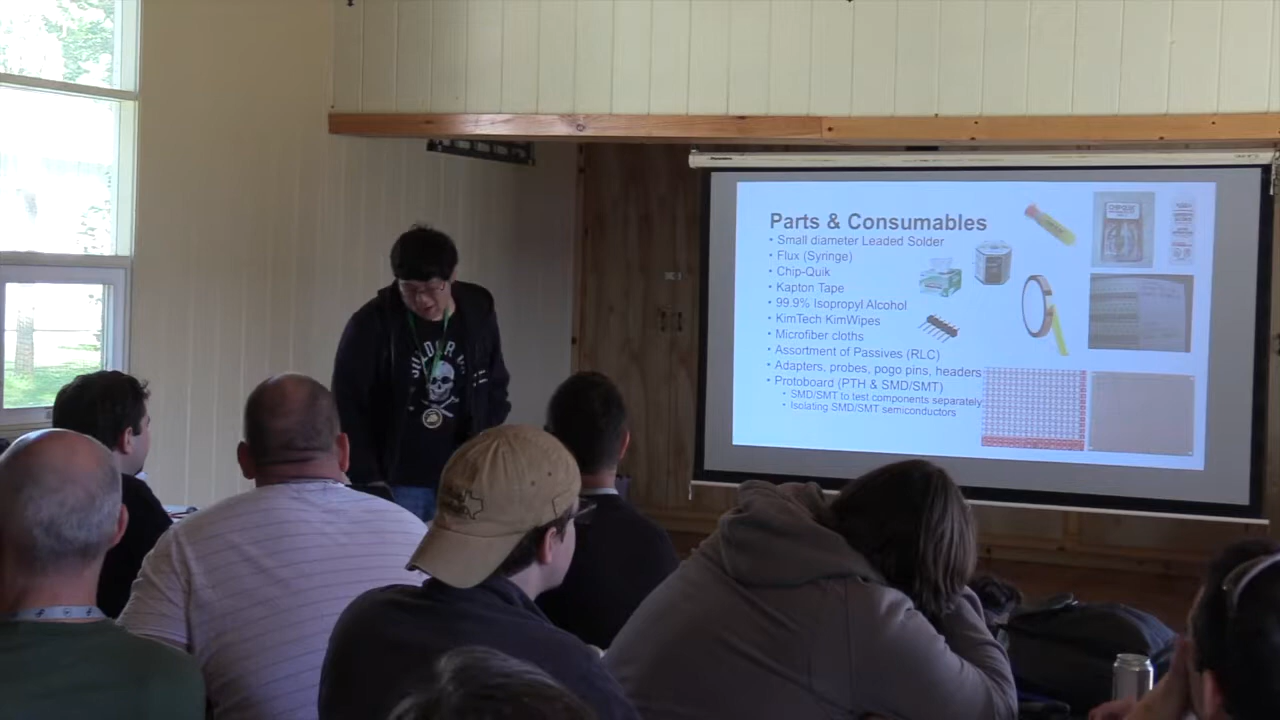 Parts & Consumables
• Small diameter Leaded Solder
• Flux (Syringe)
• Chip-Quik
• Kapton Tape
• 99.9% Isopropyl Alcohol
• KimTech KimWipes
• Microfiber cloths
• Assortment of Passives (RLC)
• Adapters, probes, pogo pins, headers
• Protoboard (PTH & SMD/SMT)
• SMD/SMT to test components separately
• Isolating SMD/SMT semiconductors